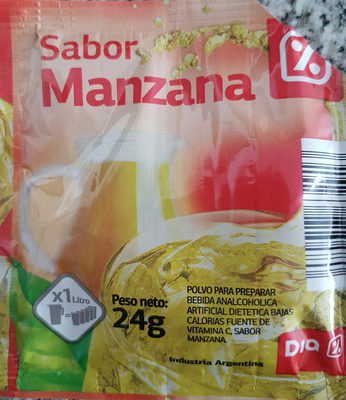 Sabor
Manzana
%
DIA
x1 Litro
Peso neto:
24g
POLVO PARA PREPARAR
BEBIDA ANALCOHOLICA
ARTIFICIAL DIETETICA BAJAS
CALORIAS FUENTE DE
VITAMINA C, SABOR
MANZANA.
Industria Argentina
DIA %